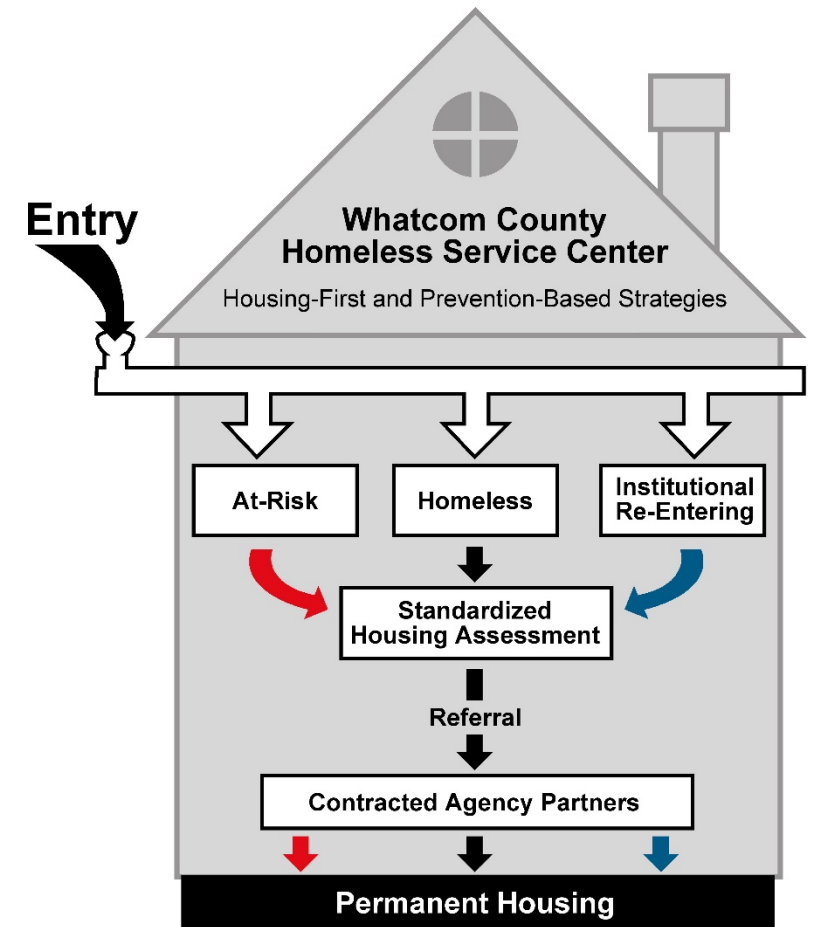 Entry
Whatcom County
Homeless Service Center
Housing-First and Prevention-Based Strategies
At-Risk
Homeless
Institutional
Re-Entering
Standardized
Housing Assessment
Referral
Contracted Agency Partners
Permanent Housing